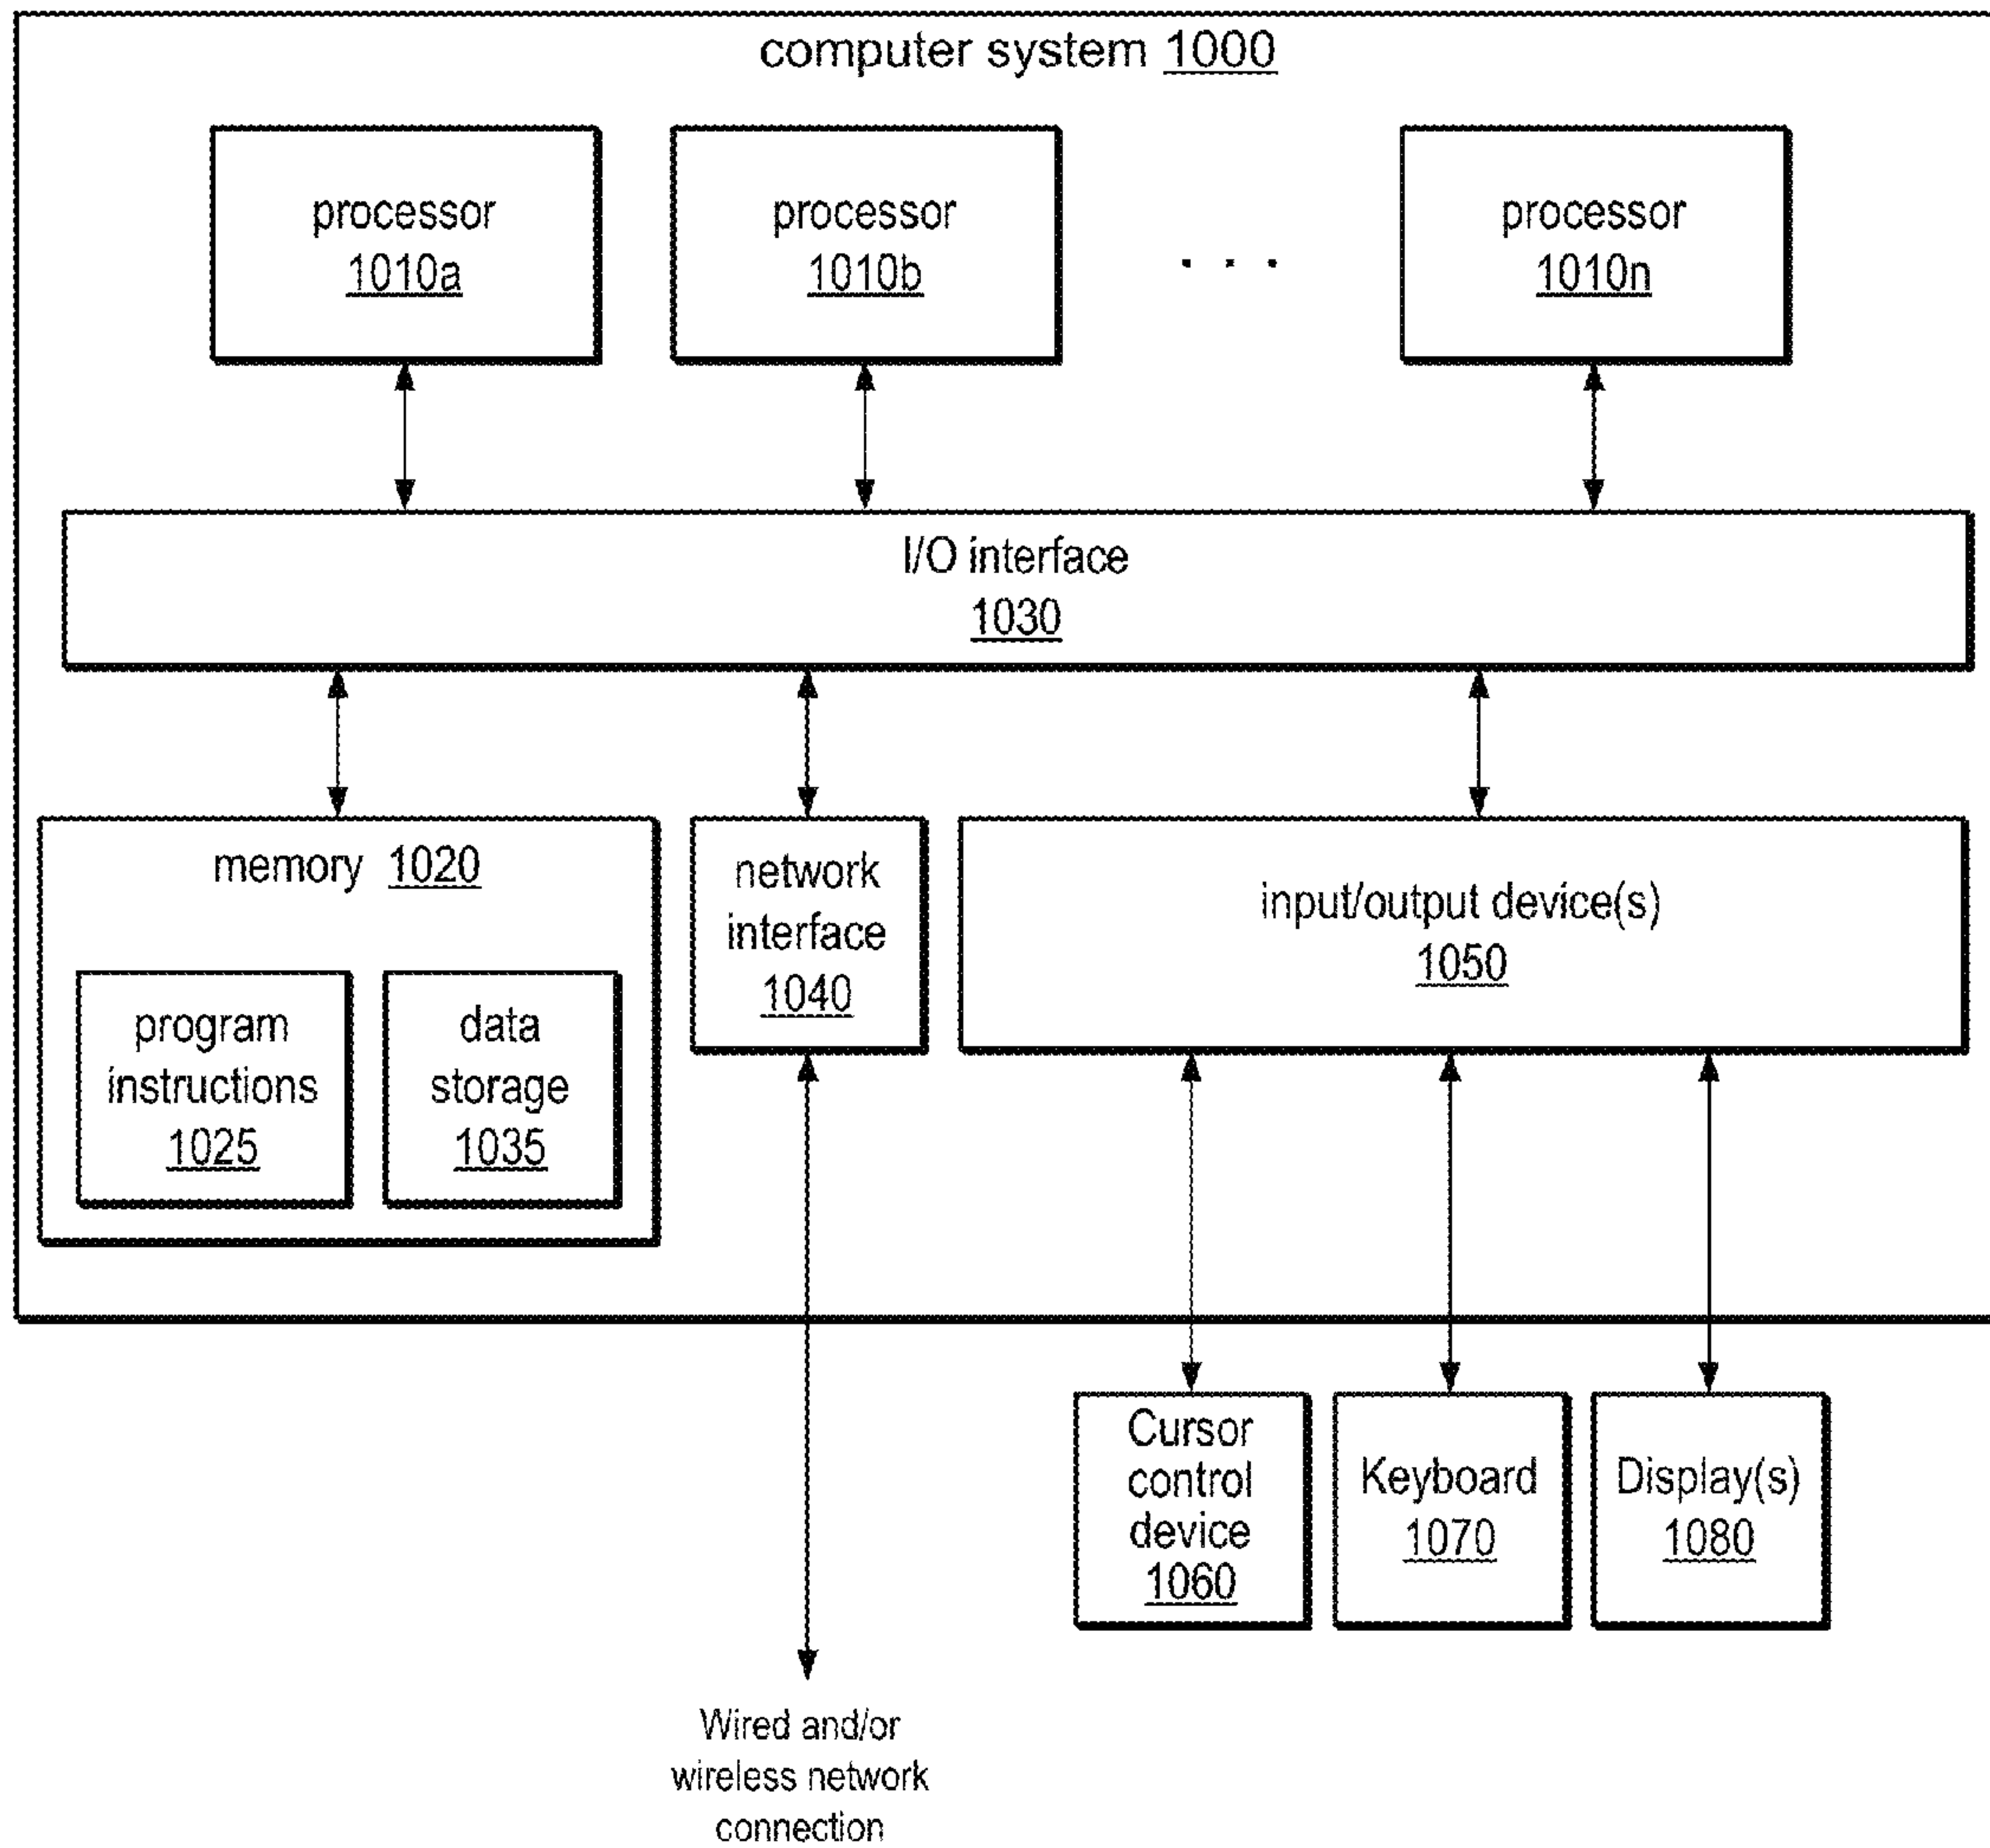 computer system 1000
processor
1010a
processor
1010b
. . .
processor
1010n
I/O interface
1030
memory 1020
program
instructions
1025
data
storage
1035
network
interface
1040
input/output device(s)
1050
Cursor
control
device
1060
Keyboard
1070
Display(s)
1080
Wired and/or
wireless network
connection